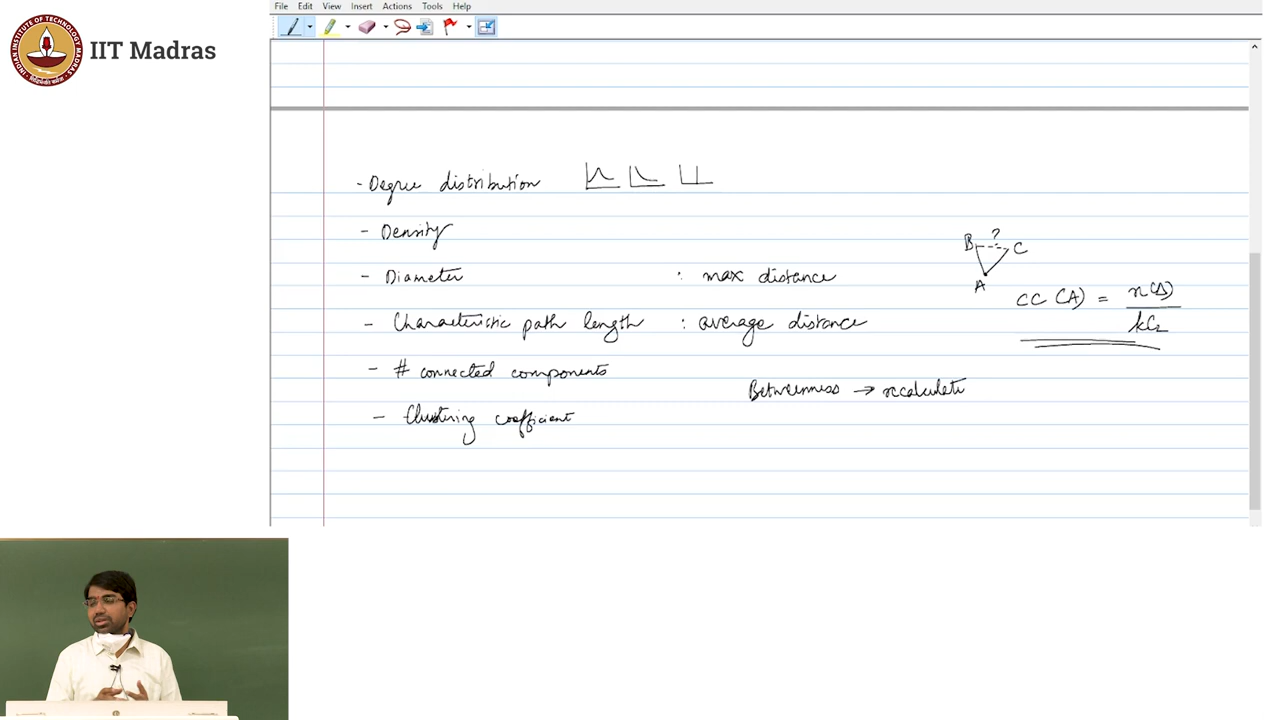 IIT Madras
File Edit View Insert Actions Tools Help
- Degree distribution
- Density
- Diameter : max distance
- Characteristic path length : average distance
- # connected components
- Clustering coefficient
B ? C
A
CC (A) = n(Δ) / kC₂
Betweenness → recalculate